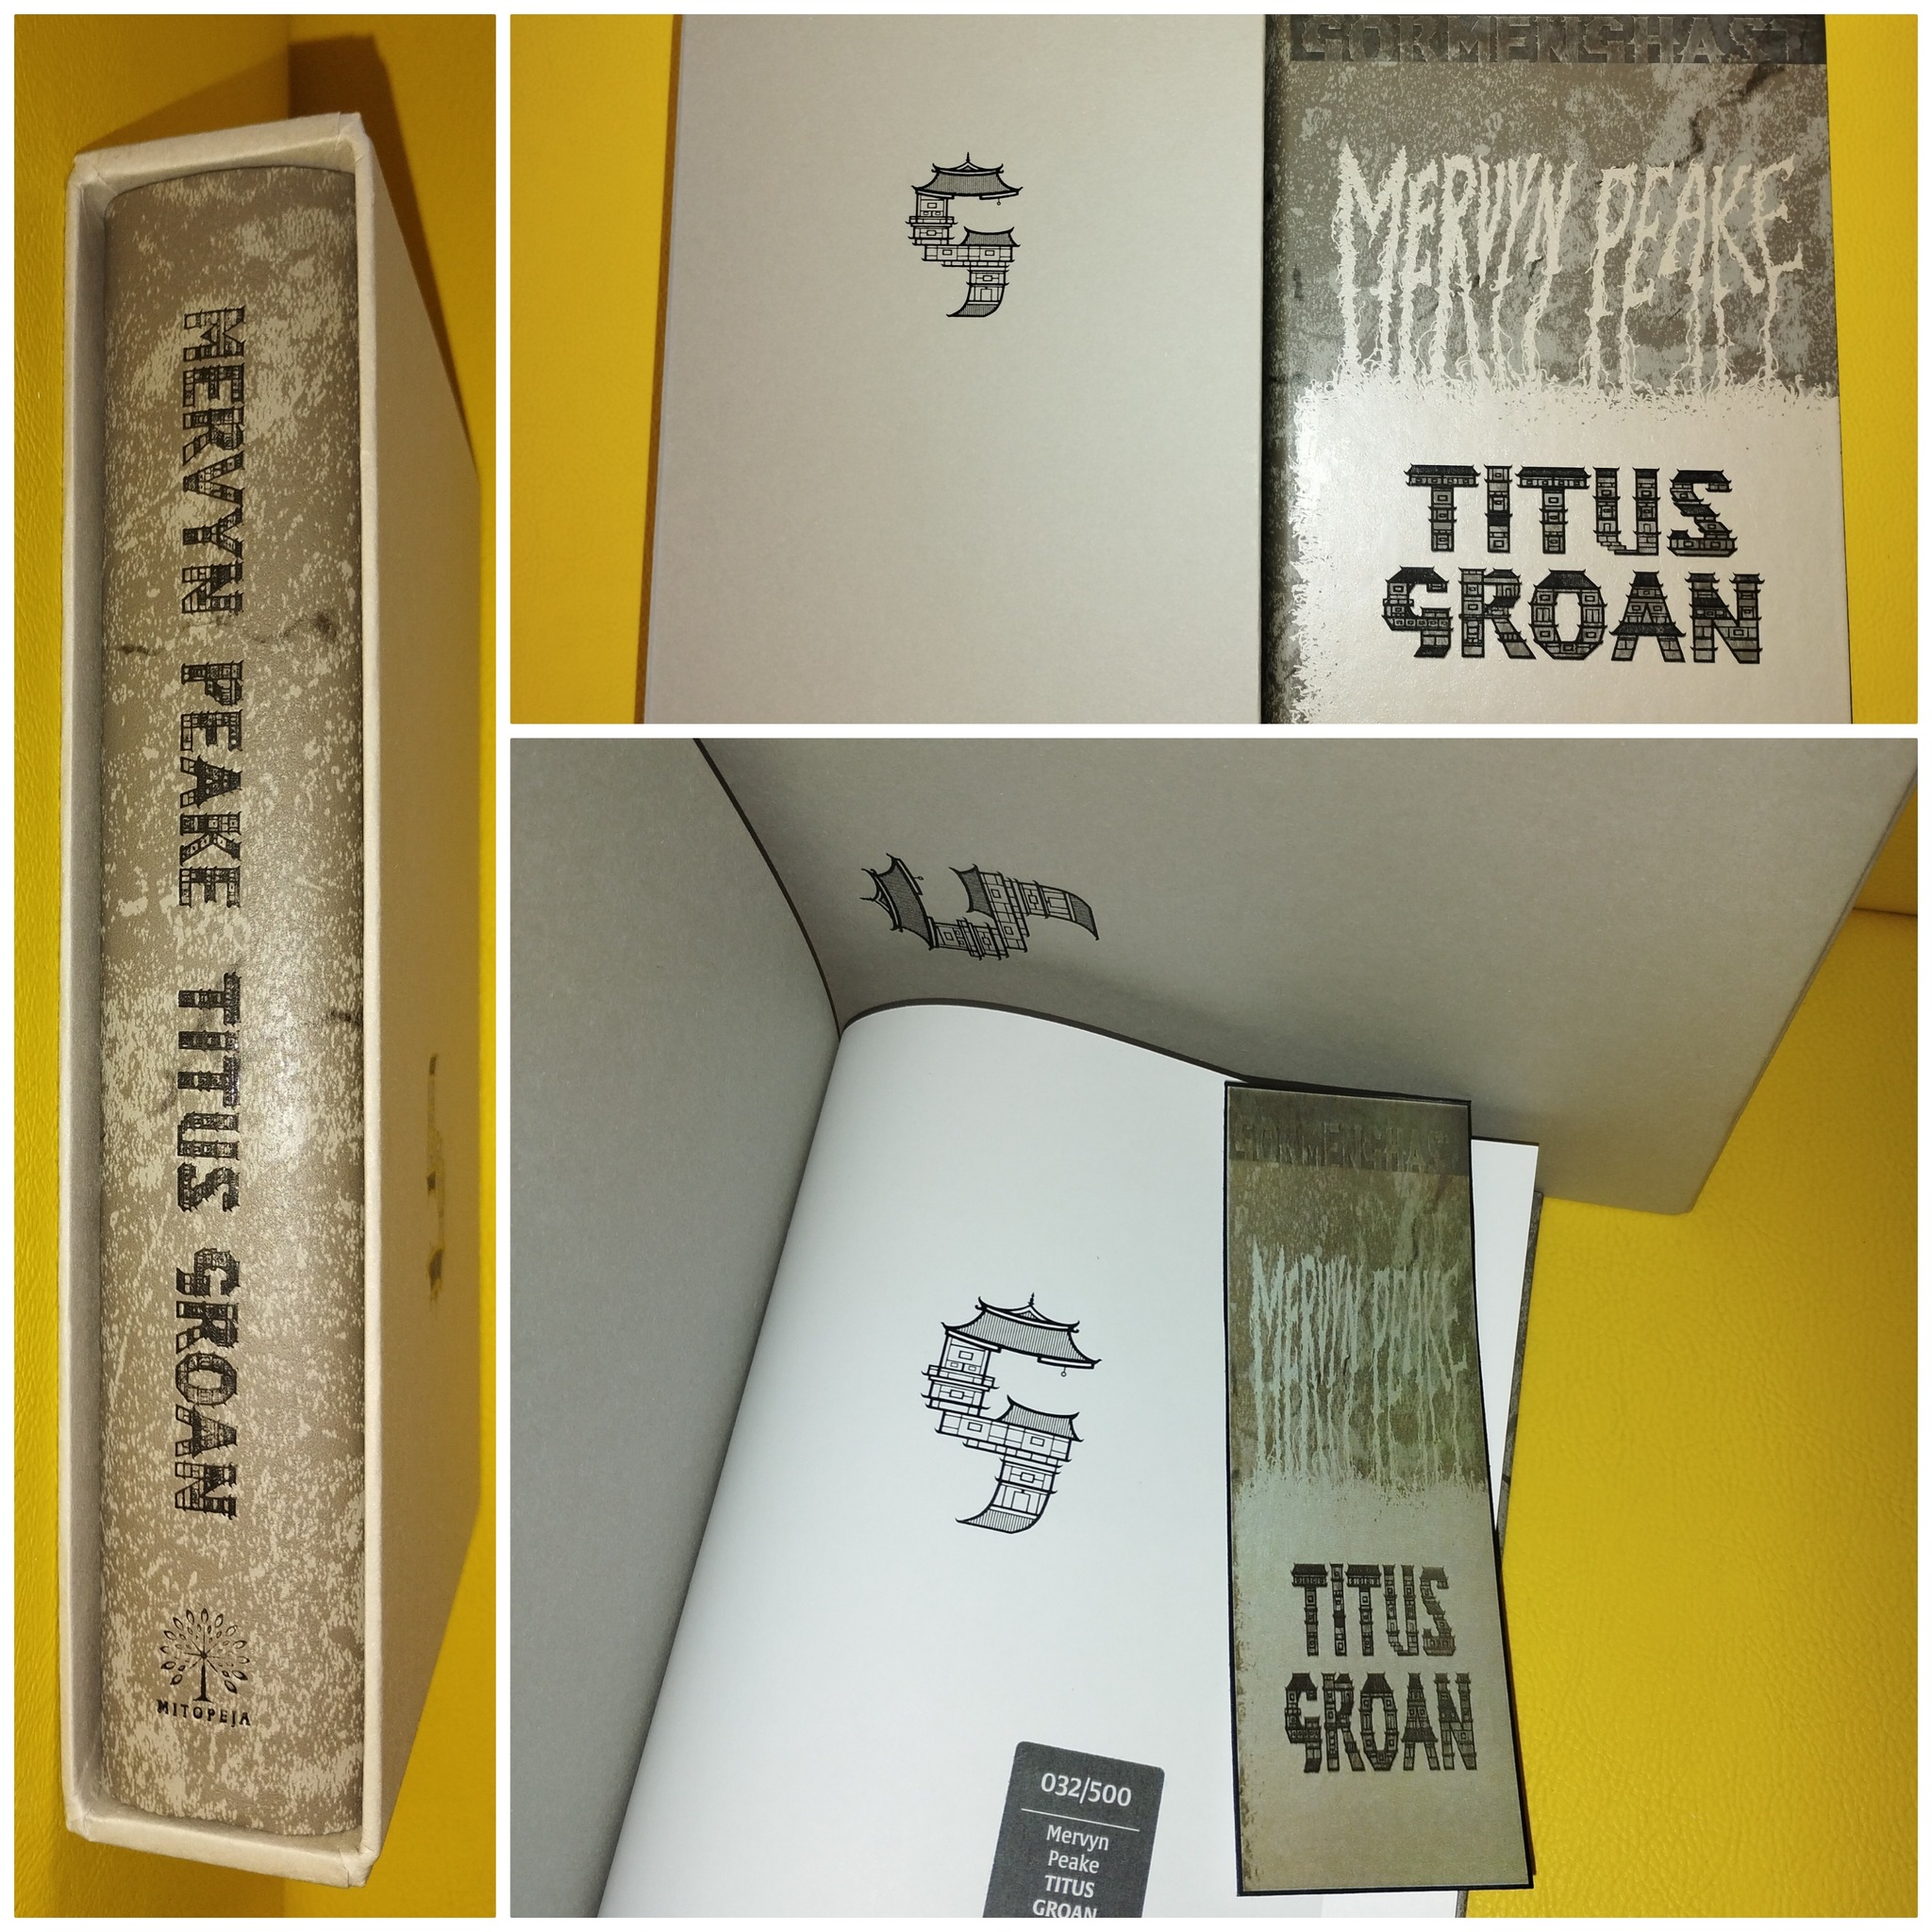 MERVYN PEAKE TITUS GROAN
MITOPEJA
GORMENGHAST
MERVYN PEAKE
TITUS
GROAN
G
G
G
GORMENGHAST
MERVYN PEAKE
TITUS
GROAN
032/500
Mervyn
Peake
TITUS
GROAN